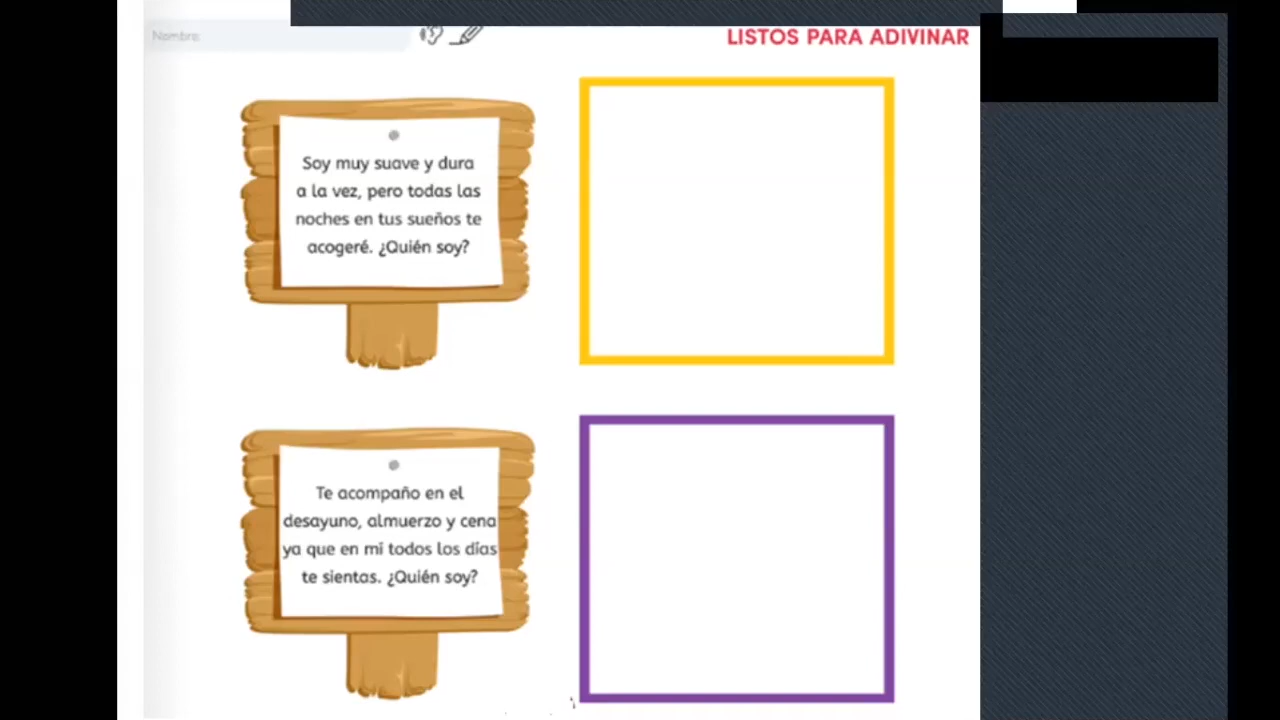 Nombre:
LISTOS PARA ADIVINAR
Soy muy suave y dura
a la vez, pero todas las
noches en tus sueños te
acogeré. ¿Quién soy?
Te acompaño en el
desayuno, almuerzo y cena
ya que en mí todos los días
te sientas. ¿Quién soy?